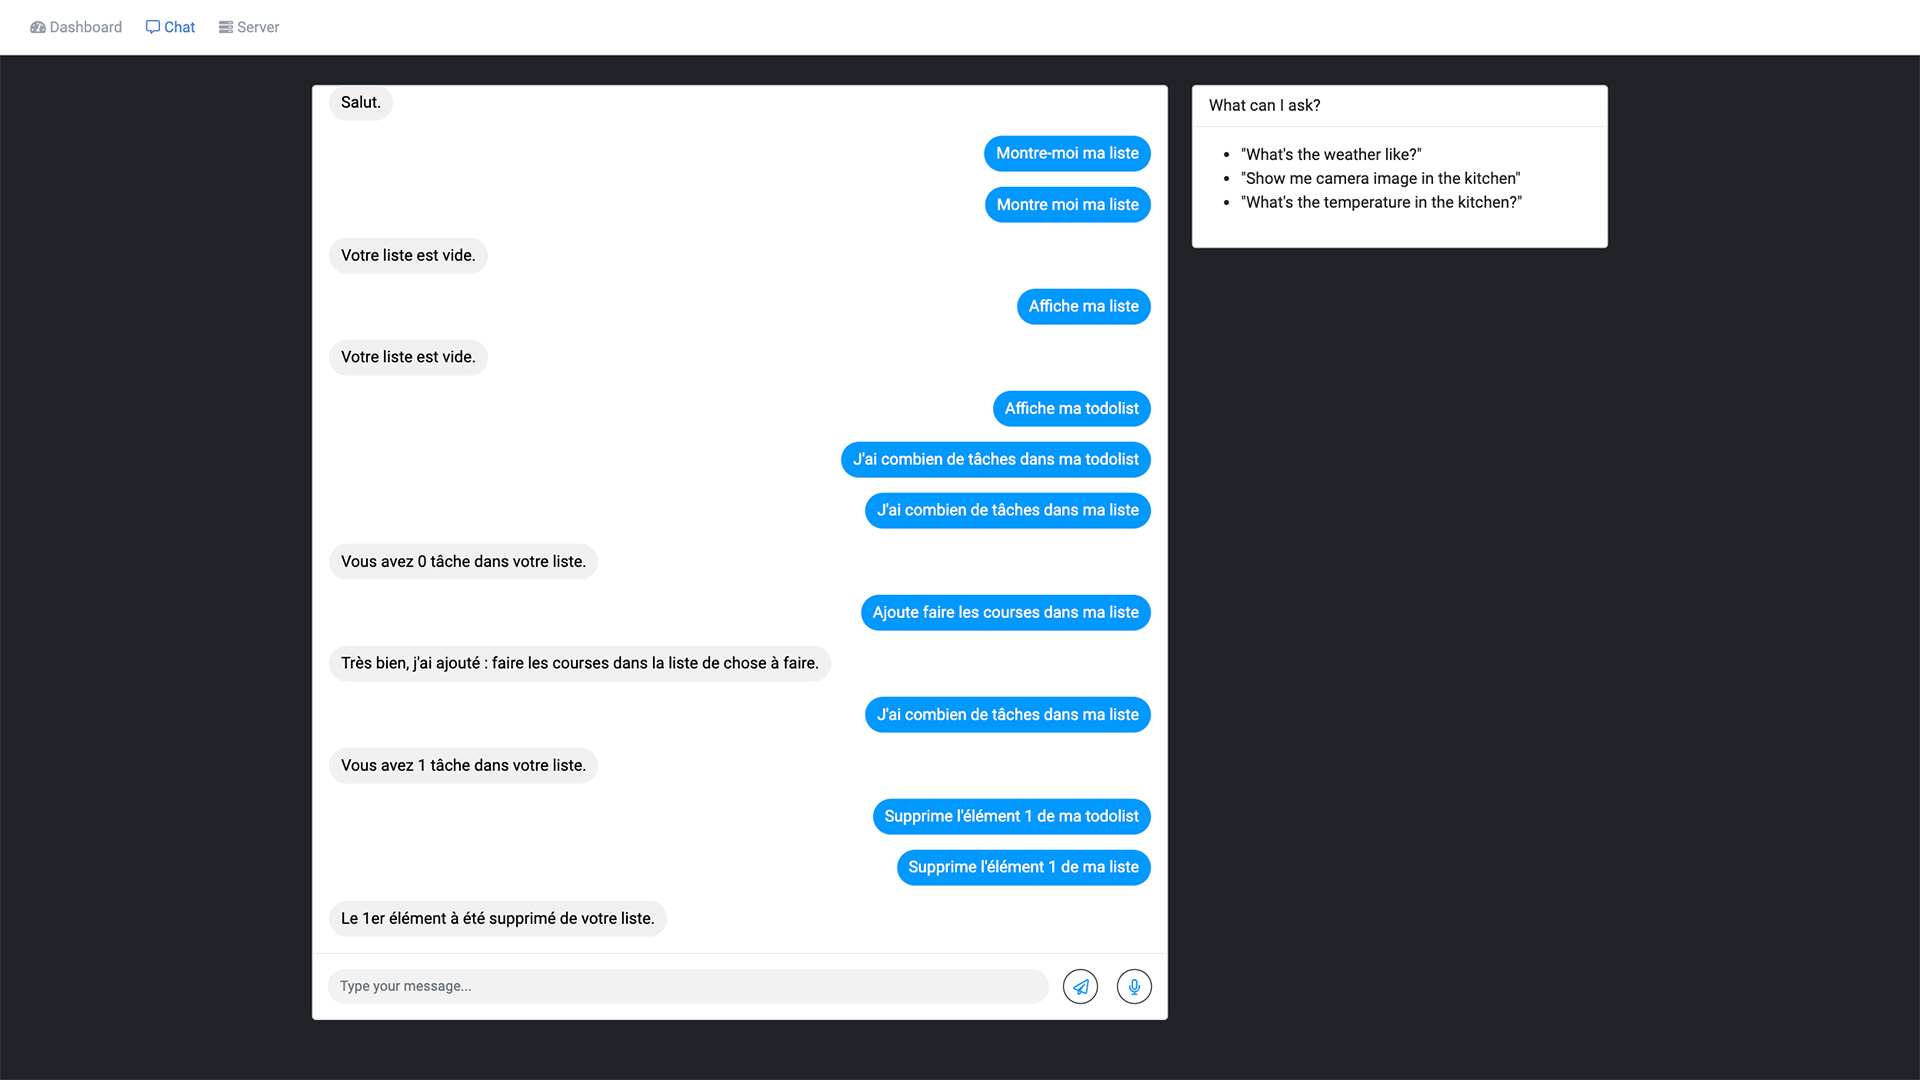 Dashboard Chat Server
Salut.
Montre-moi ma liste
Montre moi ma liste
Votre liste est vide.
Affiche ma liste
Votre liste est vide.
Affiche ma todolist
J'ai combien de tâches dans ma todolist
J'ai combien de tâches dans ma liste
Vous avez 0 tâche dans votre liste.
Ajoute faire les courses dans ma liste
Très bien, j'ai ajouté : faire les courses dans la liste de chose à faire.
J'ai combien de tâches dans ma liste
Vous avez 1 tâche dans votre liste.
Supprime l'élément 1 de ma todolist
Supprime l'élément 1 de ma liste
Le 1er élément à été supprimé de votre liste.
Type your message...
What can I ask?
• "What's the weather like?"
• "Show me camera image in the kitchen"
• "What's the temperature in the kitchen?"